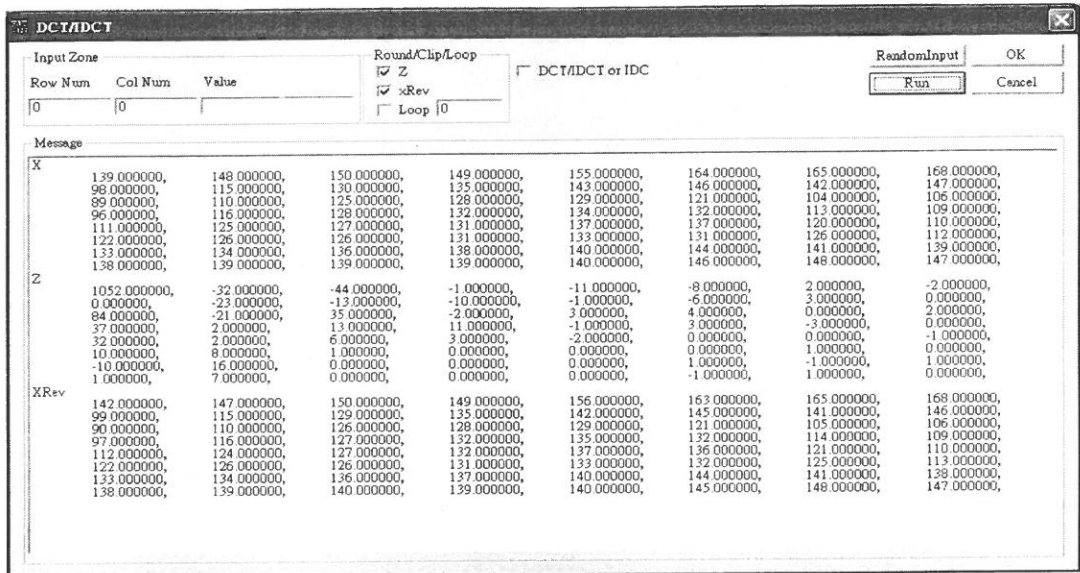 DCT/IDCT
Input Zone
Row Num Col Num Value
0 0
Round/Clip/Loop
Z
xRev
Loop 0
DCT/IDCT or IDC
RandomInput OK
Run Cancel
Message
X
139.000000, 148.000000, 150.000000, 149.000000, 155.000000, 164.000000, 165.000000, 168.000000,
98.000000, 115.000000, 130.000000, 135.000000, 143.000000, 146.000000, 142.000000, 147.000000,
89.000000, 110.000000, 125.000000, 128.000000, 129.000000, 121.000000, 104.000000, 106.000000,
96.000000, 116.000000, 128.000000, 132.000000, 134.000000, 132.000000, 113.000000, 109.000000,
111.000000, 125.000000, 127.000000, 131.000000, 137.000000, 137.000000, 120.000000, 110.000000,
122.000000, 126.000000, 126.000000, 131.000000, 133.000000, 131.000000, 126.000000, 112.000000,
133.000000, 134.000000, 136.000000, 138.000000, 140.000000, 144.000000, 141.000000, 139.000000,
138.000000, 139.000000, 139.000000, 139.000000, 140.000000, 146.000000, 148.000000, 147.000000,
Z
1052.000000, -32.000000, -44.000000, -1.000000, -11.000000, -8.000000, 2.000000, -2.000000,
0.000000, -23.000000, -13.000000, -10.000000, -1.000000, -6.000000, 3.000000, 0.000000,
84.000000, -21.000000, 35.000000, -2.000000, 3.000000, 4.000000, 0.000000, 2.000000,
37.000000, 2.000000, 13.000000, 11.000000, -1.000000, 3.000000, -3.000000, 0.000000,
32.000000, 2.000000, 6.000000, 3.000000, -2.000000, 0.000000, 0.000000, -1.000000,
10.000000, 8.000000, 1.000000, 0.000000, 0.000000, 0.000000, 1.000000, 0.000000,
-10.000000, 16.000000, 0.000000, 0.000000, 0.000000, 1.000000, -1.000000, 1.000000,
1.000000, 7.000000, 0.000000, 0.000000, 0.000000, -1.000000, 1.000000, 0.000000,
XRev
142.000000, 147.000000, 150.000000, 149.000000, 156.000000, 163.000000, 165.000000, 168.000000,
99.000000, 115.000000, 129.000000, 135.000000, 142.000000, 145.000000, 141.000000, 146.000000,
90.000000, 110.000000, 126.000000, 128.000000, 129.000000, 121.000000, 105.000000, 106.000000,
97.000000, 116.000000, 127.000000, 132.000000, 135.000000, 132.000000, 114.000000, 109.000000,
112.000000, 124.000000, 127.000000, 132.000000, 137.000000, 136.000000, 121.000000, 110.000000,
122.000000, 126.000000, 126.000000, 131.000000, 133.000000, 132.000000, 125.000000, 113.000000,
133.000000, 134.000000, 136.000000, 137.000000, 140.000000, 144.000000, 141.000000, 138.000000,
138.000000, 139.000000, 140.000000, 139.000000, 140.000000, 145.000000, 148.000000, 147.000000,